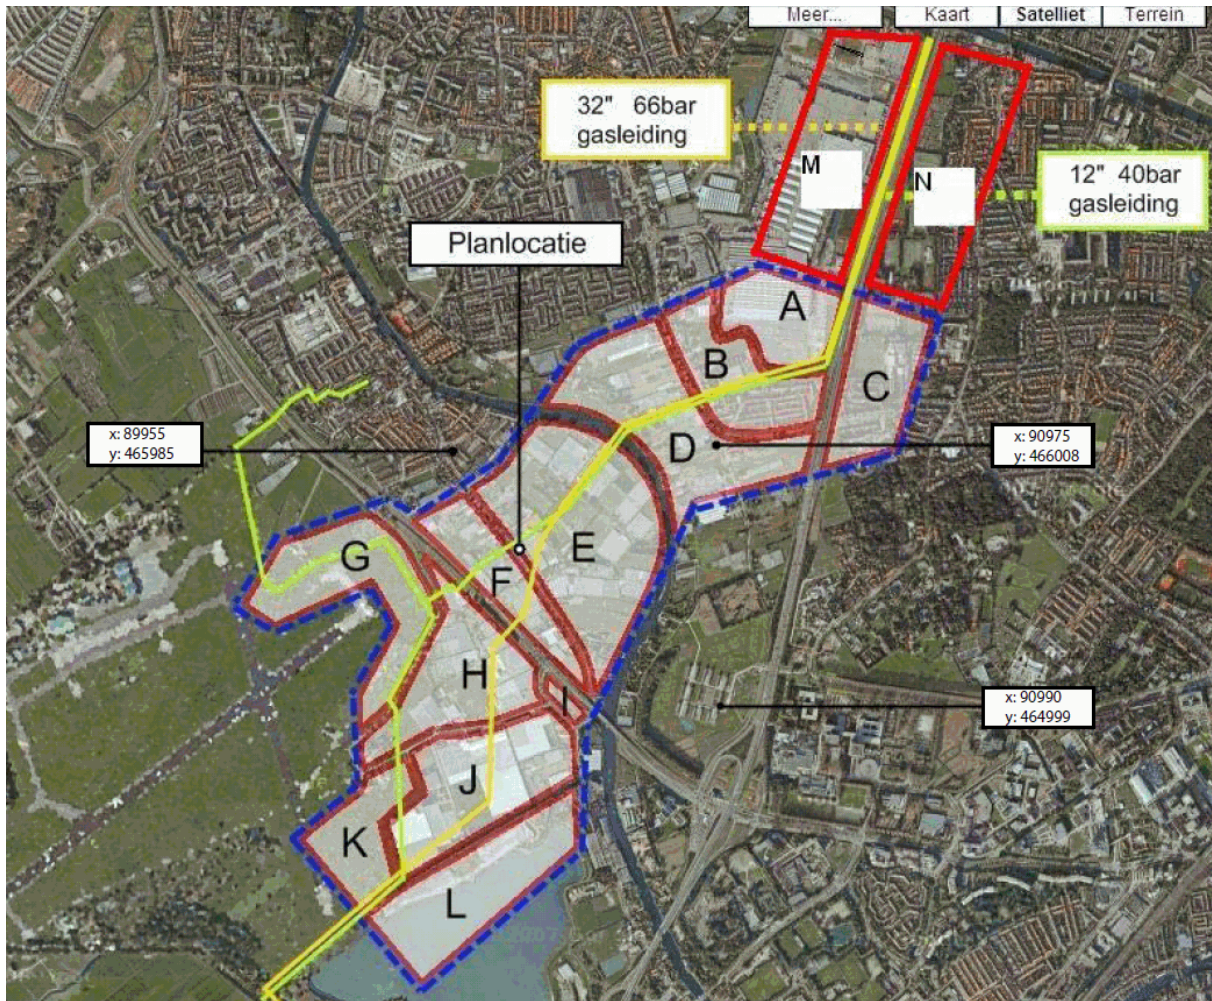 Meer...
Kaart
Satelliet
Terrein
32" 66bar
gasleiding
M
N
12" 40bar
gasleiding
Planlocatie
A
B
C
x: 89955
y: 465985
D
x: 90975
y: 466008
G
E
F
H
I
x: 90990
y: 464999
J
K
L